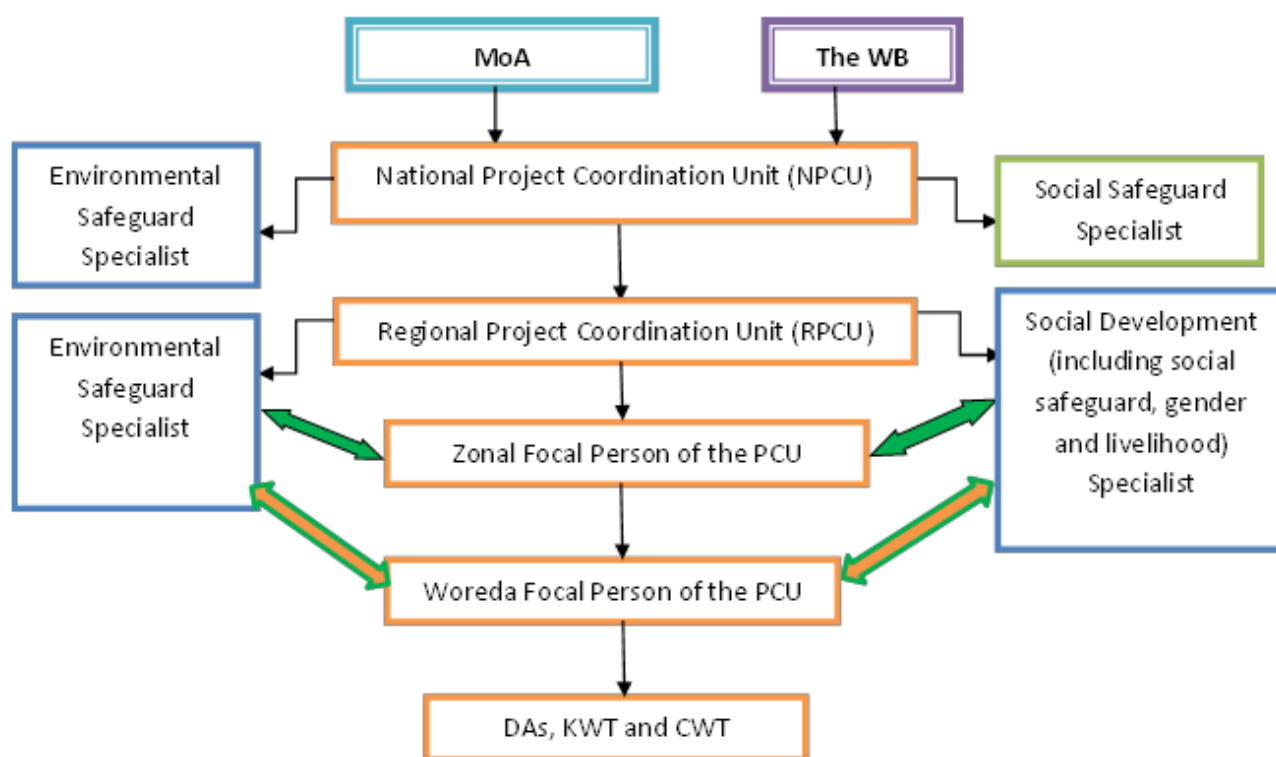 MoA
The WB
Environmental
Safeguard
Specialist
National Project Coordination Unit (NPCU)
Social Safeguard
Specialist
Environmental
Safeguard
Specialist
Regional Project Coordination Unit (RPCU)
Social Development
(including social
safeguard, gender
and livelihood)
Specialist
Zonal Focal Person of the PCU
Woreda Focal Person of the PCU
DAs, KWT and CWT